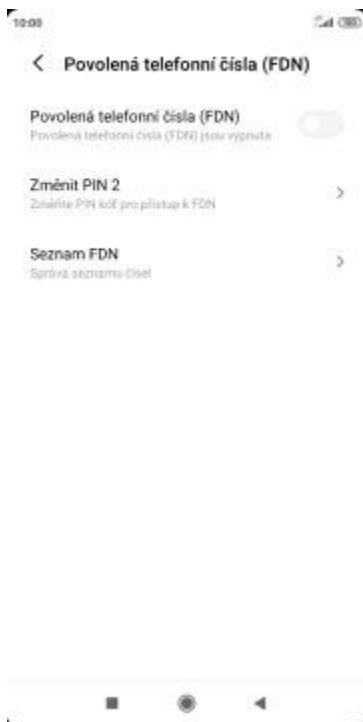 10:00
Povolená telefonní čísla (FDN)
Povolená telefonní čísla (FDN)
Povolená telefonní čísla (FDN) jsou vypnuta
Změnit PIN 2
Změňte PIN kód pro přístup k FDN
Seznam FDN
Správa seznamu čísel